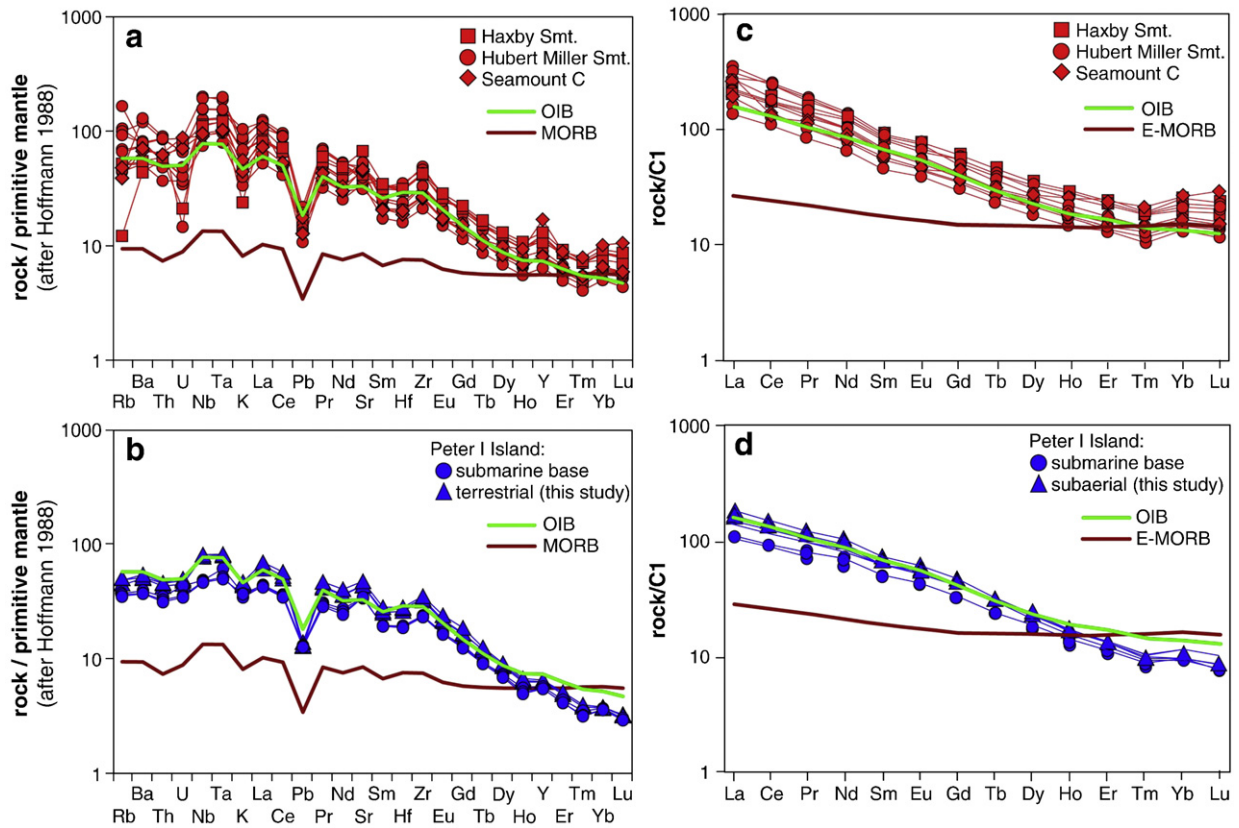 a
1000
100
10
1
rock / primitive mantle
(after Hoffmann 1988)
Haxby Smt.
Hubert Miller Smt.
Seamount C
OIB
MORB
Ba U Ta La Pb Nd Sm Zr Gd Dy Y Tm Lu
Rb Th Nb K Ce Pr Sr Hf Eu Tb Ho Er Yb
c
1000
100
10
1
rock/C1
Haxby Smt.
Hubert Miller Smt.
Seamount C
OIB
E-MORB
La Ce Pr Nd Sm Eu Gd Tb Dy Ho Er Tm Yb Lu
b
1000
100
10
1
rock / primitive mantle
(after Hoffmann 1988)
Peter I Island:
submarine base
terrestrial (this study)
OIB
MORB
Ba U Ta La Pb Nd Sm Zr Gd Dy Y Tm Lu
Rb Th Nb K Ce Pr Sr Hf Eu Tb Ho Er Yb
d
1000
100
10
1
rock/C1
Peter I Island:
submarine base
subaerial (this study)
OIB
E-MORB
La Ce Pr Nd Sm Eu Gd Tb Dy Ho Er Tm Yb Lu